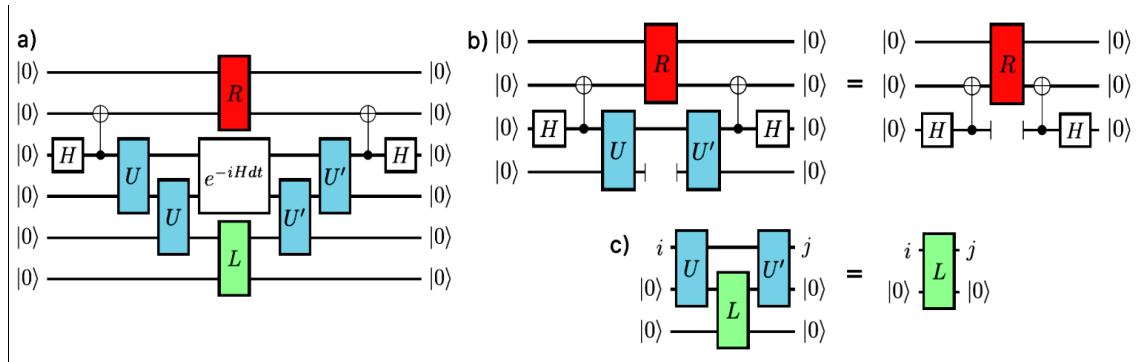 a)
|0⟩ R |0⟩
|0⟩ |0⟩
|0⟩ H U e^{-iHdt} U' H |0⟩
|0⟩ U U' |0⟩
|0⟩ L |0⟩
|0⟩ |0⟩
b)
|0⟩ R |0⟩ = |0⟩ R |0⟩
|0⟩ |0⟩ |0⟩ |0⟩
|0⟩ H U U' H |0⟩ |0⟩ H H |0⟩
|0⟩ |0⟩
c)
i U U' j = i L j
|0⟩ L |0⟩ |0⟩ |0⟩
|0⟩ |0⟩